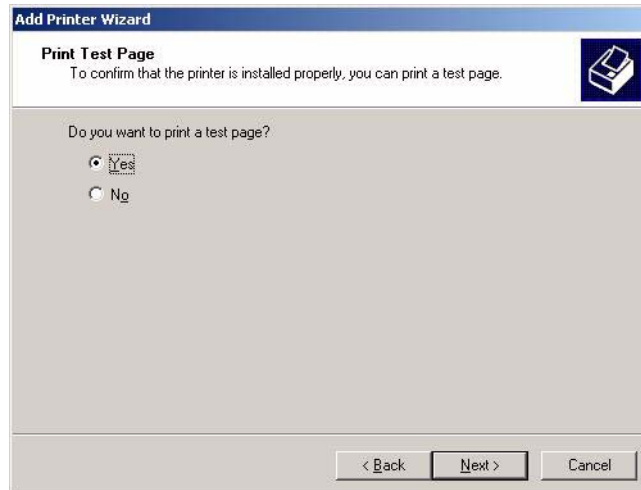 Add Printer Wizard
Print Test Page
To confirm that the printer is installed properly, you can print a test page.
Do you want to print a test page?
Yes
No
< Back Next > Cancel